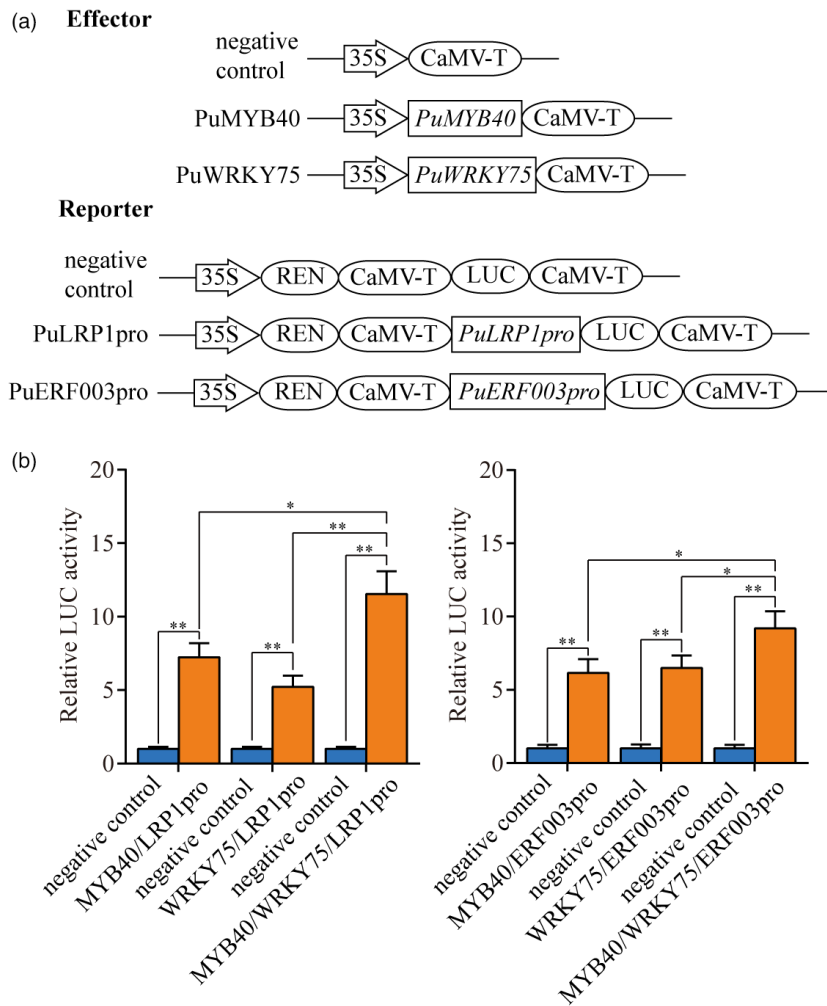 (a) Effector
negative
control
35S CaMV-T
PuMYB40 35S PuMYB40 CaMV-T
PuWRKY75 35S PuWRKY75 CaMV-T
Reporter
negative
control
35S REN CaMV-T LUC CaMV-T
PuLRP1pro 35S REN CaMV-T PuLRP1pro LUC CaMV-T
PuERF003pro 35S REN CaMV-T PuERF003pro LUC CaMV-T
(b)
Relative LUC activity
20
15
10
5
0
*
**
**
**
**
negative control
MYB40/LRP1pro
negative control
WRKY75/LRP1pro
negative control
MYB40/WRKY75/LRP1pro
Relative LUC activity
20
15
10
5
0
*
*
**
**
**
negative control
MYB40/ERF003pro
negative control
WRKY75/ERF003pro
negative control
MYB40/WRKY75/ERF003pro